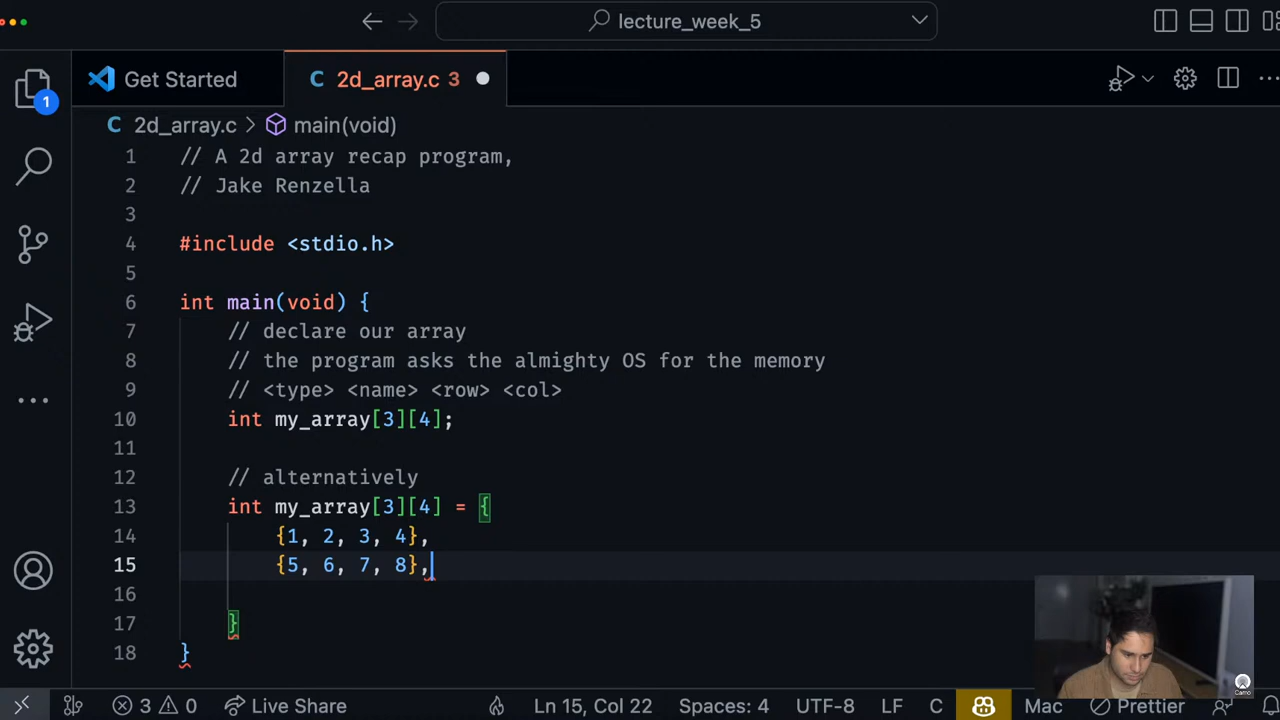 lecture_week_5
Get Started
C 2d_array.c 3
1
C 2d_array.c > main(void)
1 // A 2d array recap program,
2 // Jake Renzella
3
4 #include <stdio.h>
5
6 int main(void) {
7 // declare our array
8 // the program asks the almighty OS for the memory
9 // <type> <name> <row> <col>
10 int my_array[3][4];
11
12 // alternatively
13 int my_array[3][4] = {
14 {1, 2, 3, 4},
15 {5, 6, 7, 8},
16
17 }
18 }
Camo
3 0 Live Share Ln 15, Col 22 Spaces: 4 UTF-8 LF C Mac Prettier